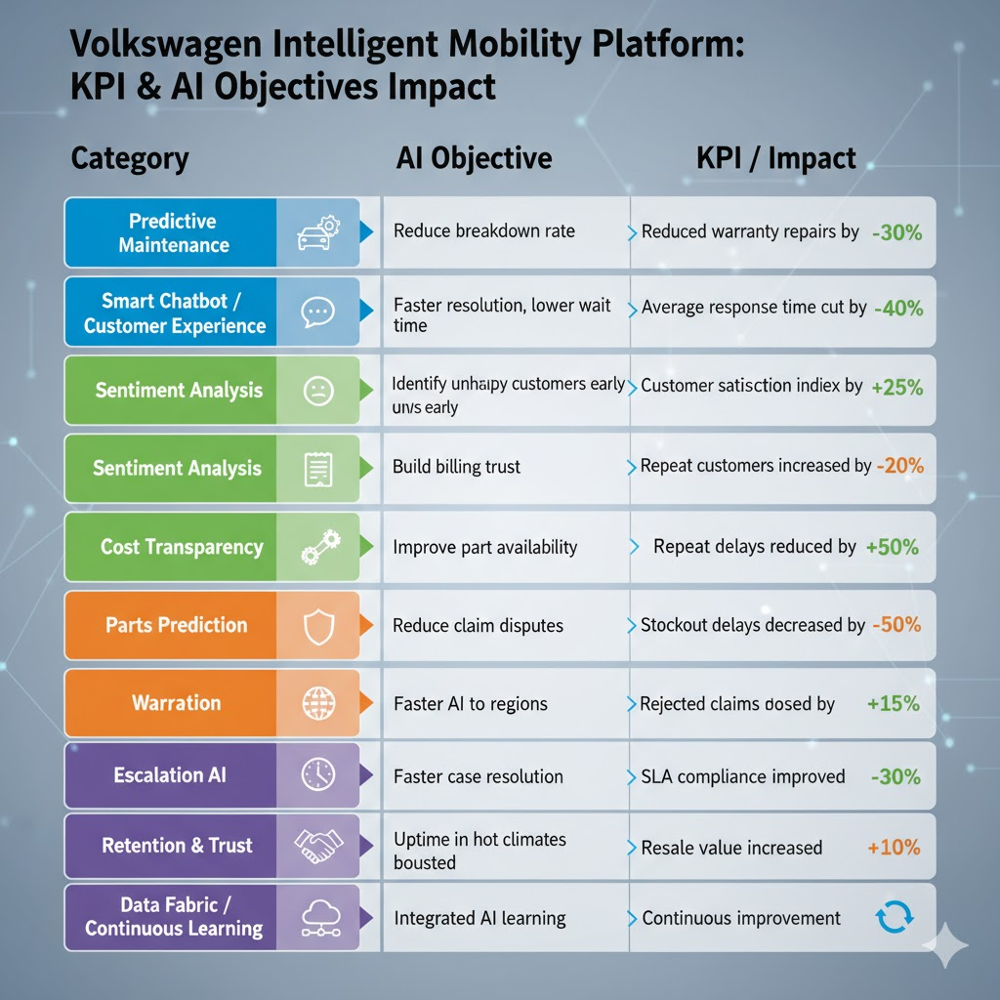 Volkswagen Intelligent Mobility Platform:
KPI & AI Objectives Impact
Category
AI Objective
KPI / Impact
Predictive
Maintenance
Reduce breakdown rate
Reduced warranty repairs by -30%
Smart Chatbot /
Customer Experience
Faster resolution, lower wait
time
Average response time cut by -40%
Sentiment Analysis
Identify unhapy customers early
early
Customer index by +25%
Sentiment Analysis
Build billing trust
Repeat customers increased by -20%
Cost Transparency
Improve part availability
Repeat delays reduced by +50%
Parts Prediction
Reduce claim disputes
Stockout delays decreased by -50%
Warration
Faster AI to regions
Rejected claims by +15%
Escalation AI
Faster case resolution
SLA compliance improved -30%
Retention & Trust
Uptime in hot climates
bousted
Resale value increased +10%
Data Fabric /
Continuous Learning
Integrated AI learning
Continuous improvement